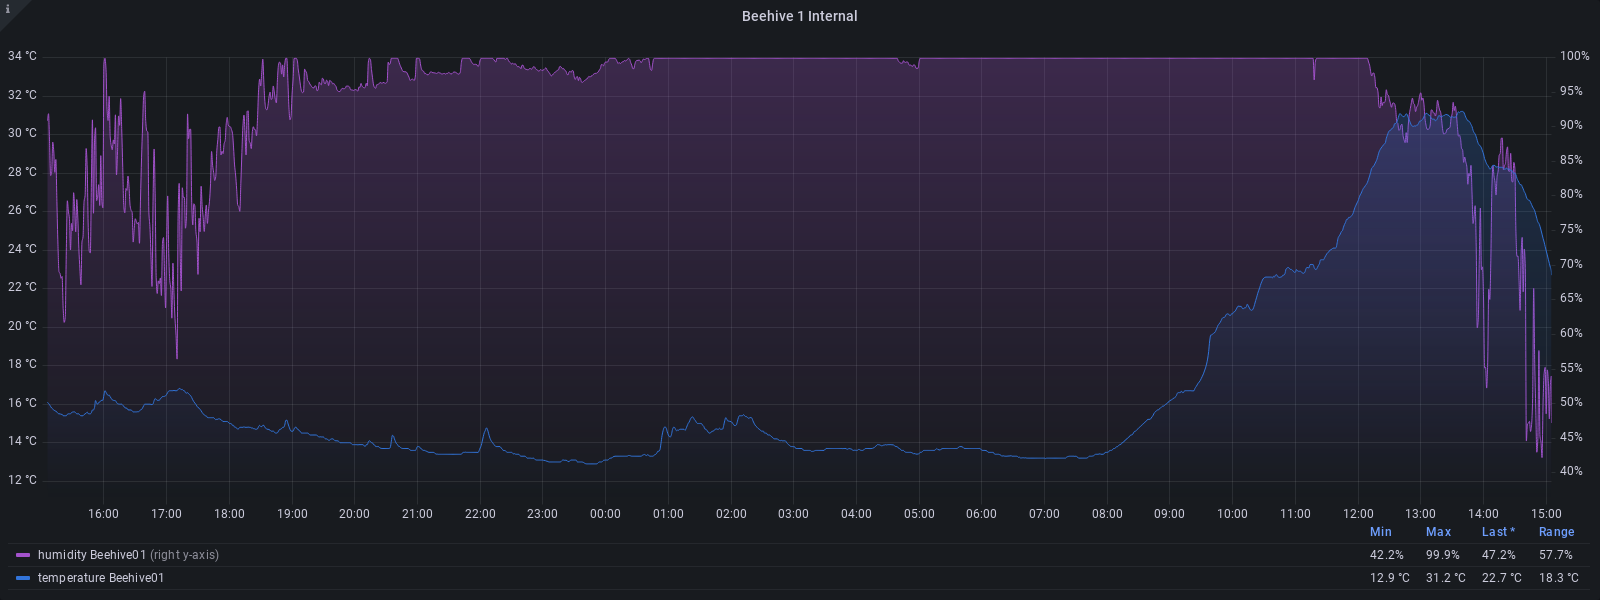 i
Beehive 1 Internal
34 °C 100%
32 °C 95%
30 °C 90%
28 °C 85%
26 °C 80%
24 °C 75%
22 °C 70%
20 °C 65%
18 °C 60%
16 °C 55%
14 °C 50%
12 °C 45%
40%
16:00 17:00 18:00 19:00 20:00 21:00 22:00 23:00 00:00 01:00 02:00 03:00 04:00 05:00 06:00 07:00 08:00 09:00 10:00 11:00 12:00 13:00 14:00 15:00
Min Max Last * Range
humidity Beehive01 (right y-axis) 42.2% 99.9% 47.2% 57.7%
temperature Beehive01 12.9 °C 31.2 °C 22.7 °C 18.3 °C